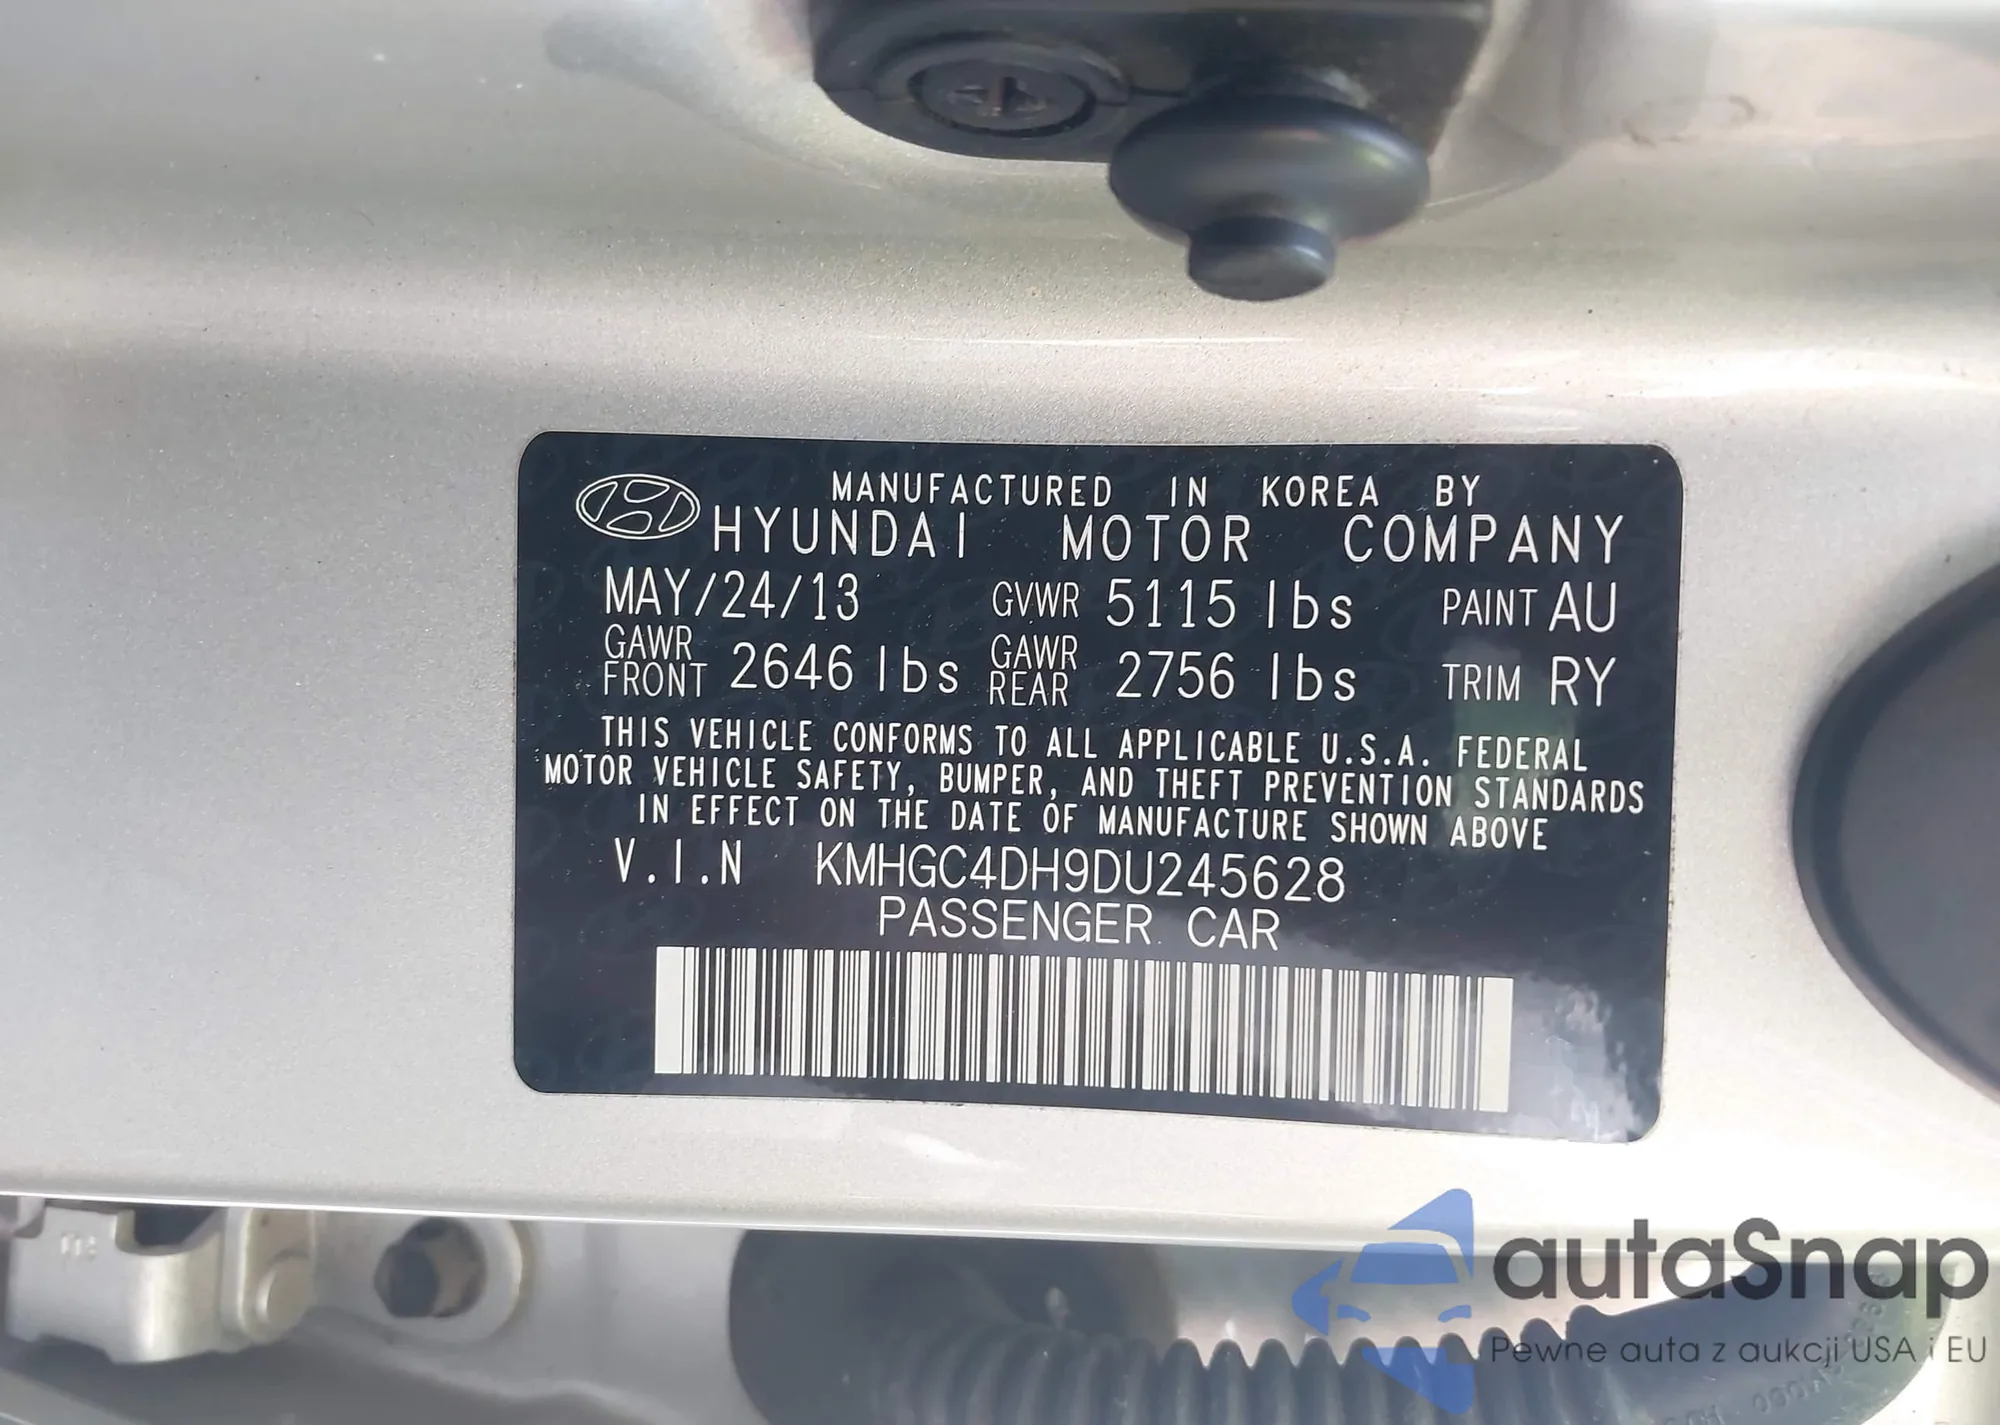 MANUFACTURED IN KOREA BY
HYUNDAI MOTOR COMPANY
MAY/24/13 GVWR 5115 lbs PAINT AU
GAWR FRONT 2646 lbs GAWR REAR 2756 lbs TRIM RY
THIS VEHICLE CONFORMS TO ALL APPLICABLE U.S.A. FEDERAL
MOTOR VEHICLE SAFETY, BUMPER, AND THEFT PREVENTION STANDARDS
IN EFFECT ON THE DATE OF MANUFACTURE SHOWN ABOVE
V.I.N KMHGC4DH9DU245628
PASSENGER CAR
autaSnap
Pewne auta z aukcji USA i EU